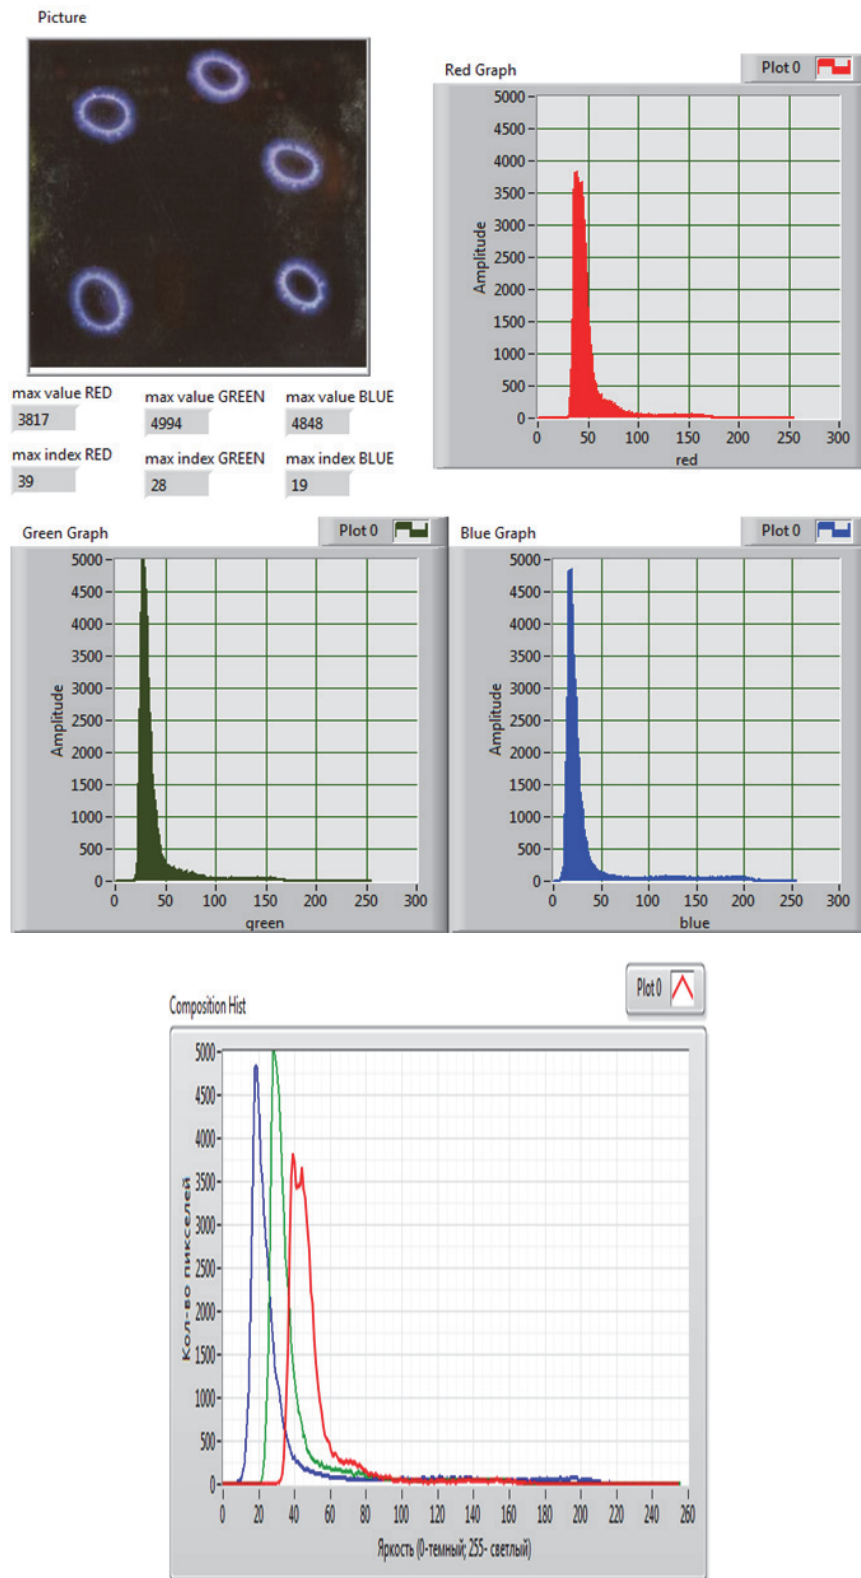 Picture
max value RED
3817
max value GREEN
4994
max value BLUE
4848
max index RED
39
max index GREEN
28
max index BLUE
19
Red Graph
Plot 0
5000
4500
4000
3500
3000
2500
2000
1500
1000
500
0
Amplitude
0 50 100 150 200 250 300
red
Green Graph
Plot 0
5000
4500
4000
3500
3000
2500
2000
1500
1000
500
0
Amplitude
0 50 100 150 200 250 300
green
Blue Graph
Plot 0
5000
4500
4000
3500
3000
2500
2000
1500
1000
500
0
Amplitude
0 50 100 150 200 250 300
blue
Composition Hist
Plot 0
5000
4500
4000
3500
3000
2500
2000
1500
1000
500
0
Кол-во пикселей
0 20 40 60 80 100 120 140 160 180 200 220 240 260
Яркость (0-темный; 255- светлый)